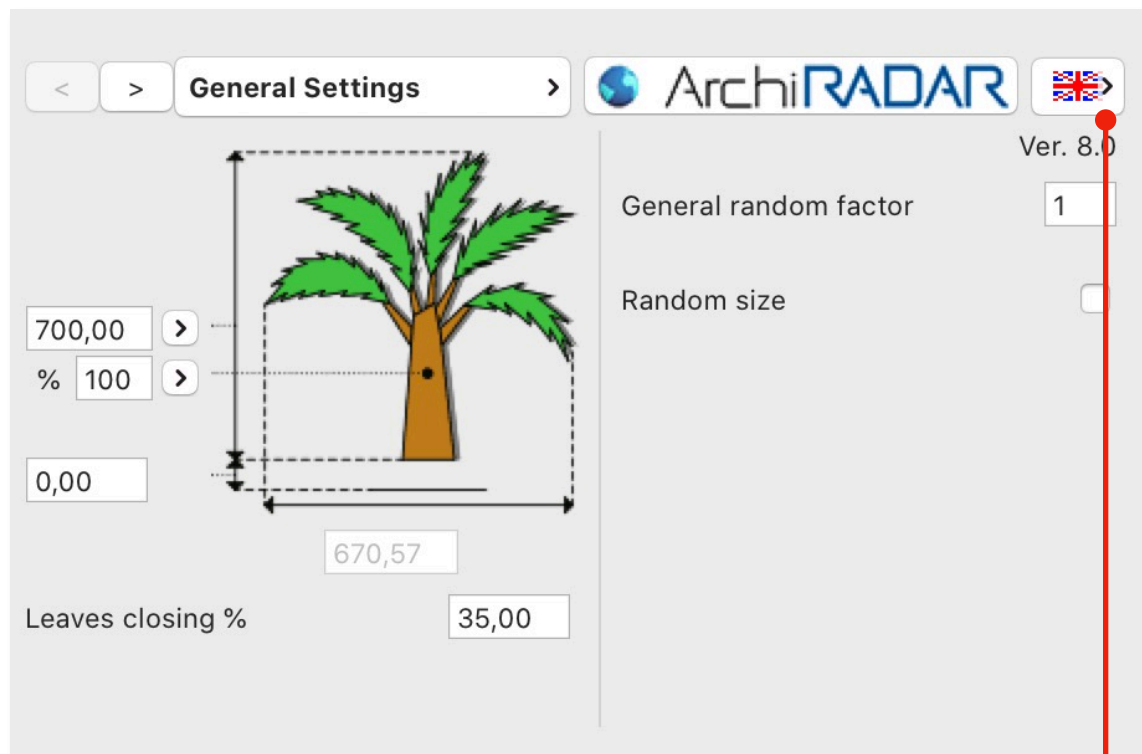 < > General Settings > ArchiRADAR >
Ver. 8.0
General random factor 1
Random size
700,00 >
% 100 >
0,00
670,57
Leaves closing % 35,00